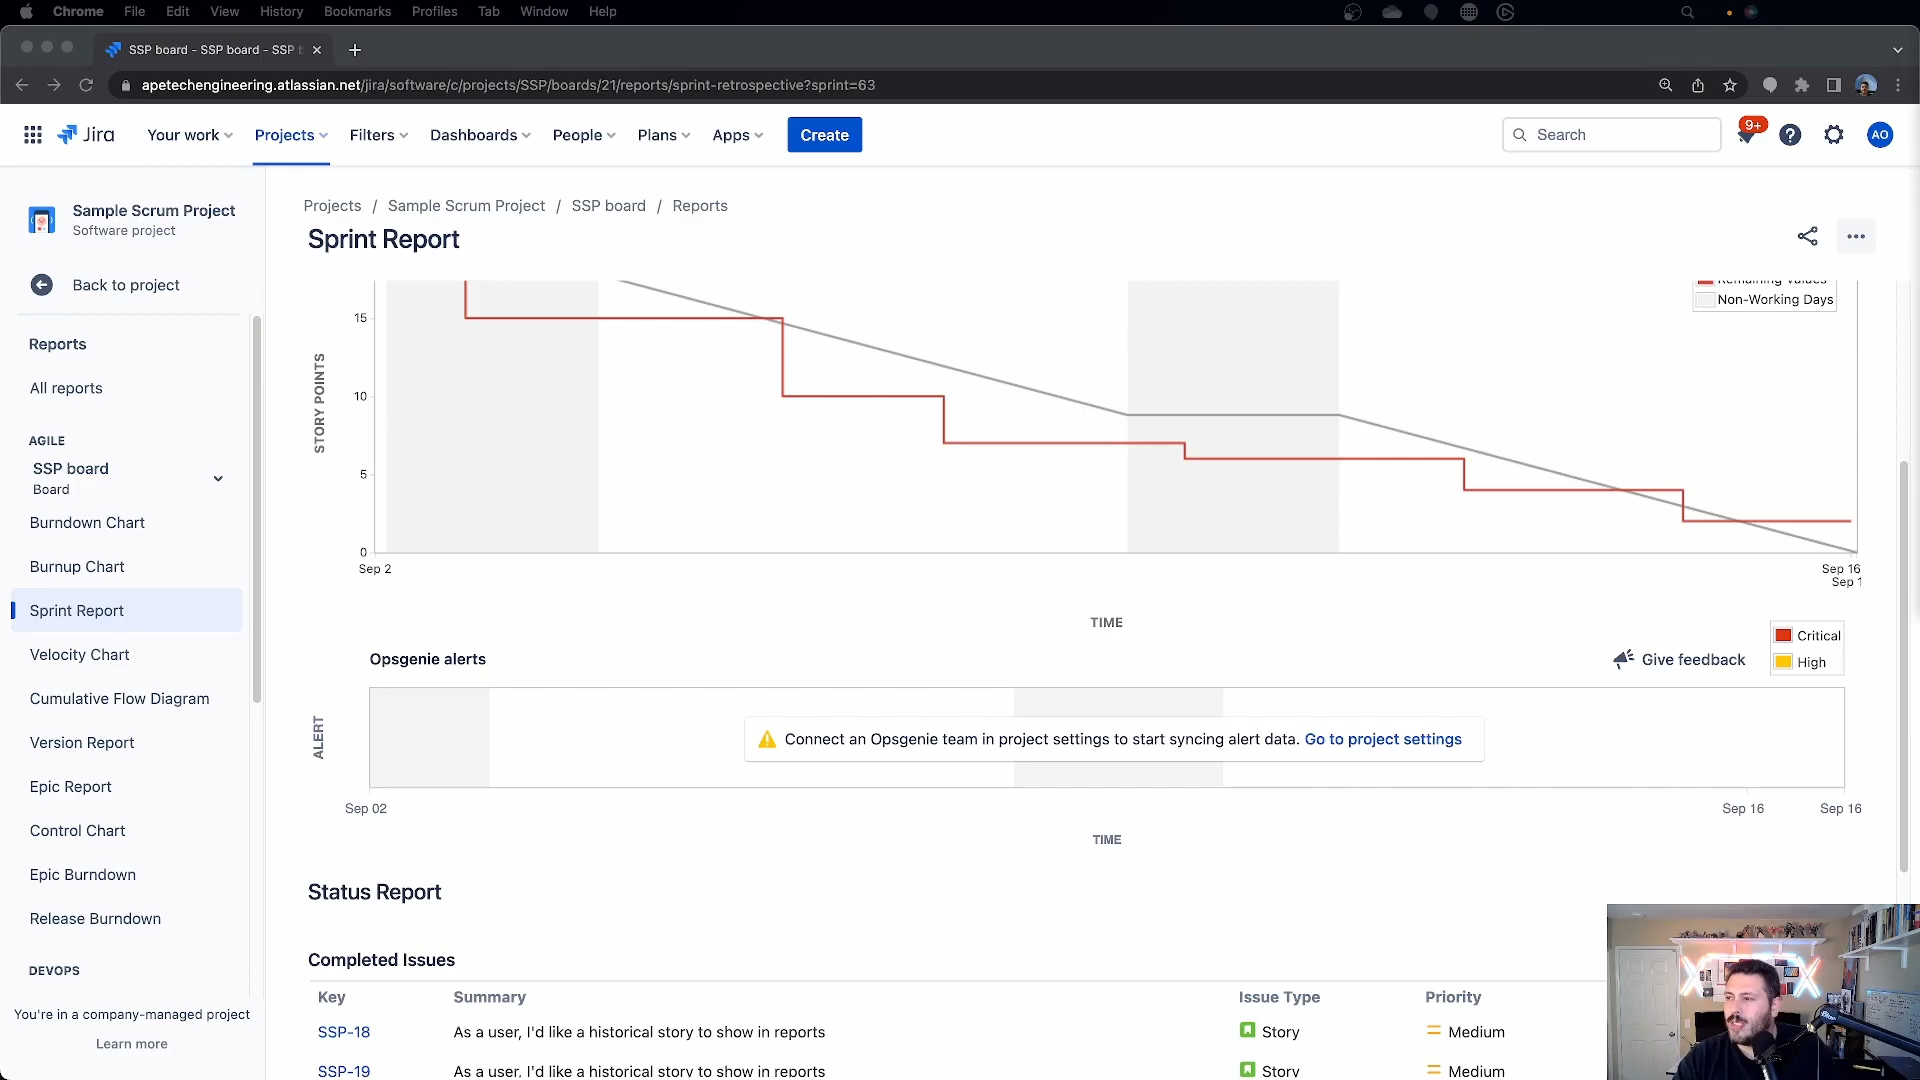 Chrome File Edit View History Bookmarks Profiles Tab Window Help
SSP board - SSP board - SSP
apetechengineering.atlassian.net/jira/software/c/projects/SSP/boards/21/reports/sprint-retrospective?sprint=63
Jira Your work Projects Filters Dashboards People Plans Apps Create Search 9+ AO
Sample Scrum Project
Software project
Back to project
Reports
All reports
AGILE
SSP board
Board
Burndown Chart
Burnup Chart
Sprint Report
Velocity Chart
Cumulative Flow Diagram
Version Report
Epic Report
Control Chart
Epic Burndown
Release Burndown
DEVOPS
You're in a company-managed project
Learn more
Projects / Sample Scrum Project / SSP board / Reports
Sprint Report
Remaining Values
Non-Working Days
STORY POINTS
15
10
5
0
Sep 2
Sep 16
Sep 1
TIME
Opsgenie alerts
Give feedback
Critical
High
ALERT
Connect an Opsgenie team in project settings to start syncing alert data. Go to project settings
Sep 02 Sep 16 Sep 16
TIME
Status Report
Completed Issues
Key Summary Issue Type Priority
SSP-18 As a user, I'd like a historical story to show in reports Story Medium
SSP-19 As a user, I'd like a historical story to show in reports Story Medium